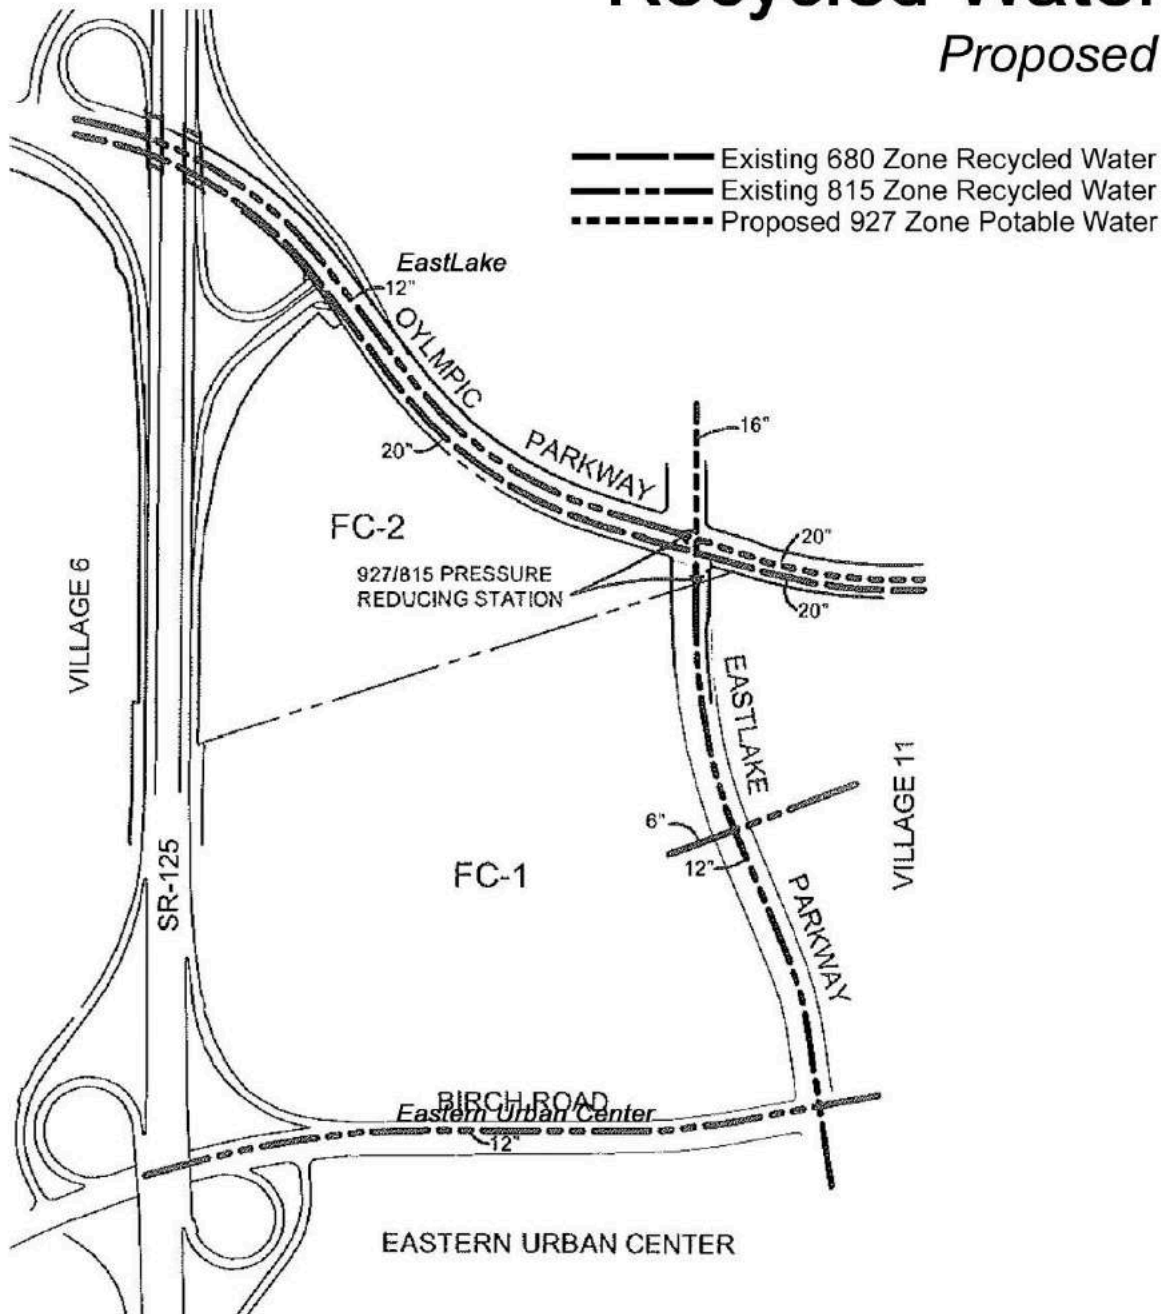 Recycled Water
Proposed
Existing 680 Zone Recycled Water
Existing 815 Zone Recycled Water
Proposed 927 Zone Potable Water
EastLake
12"
OYLMPIC
PARKWAY
16"
20"
FC-2
20"
927/815 PRESSURE
REDUCING STATION
20"
VILLAGE 6
EASTLAKE
VILLAGE 11
6"
12"
SR-125
FC-1
PARKWAY
BIRCH ROAD
Eastern Urban Center
12"
EASTERN URBAN CENTER